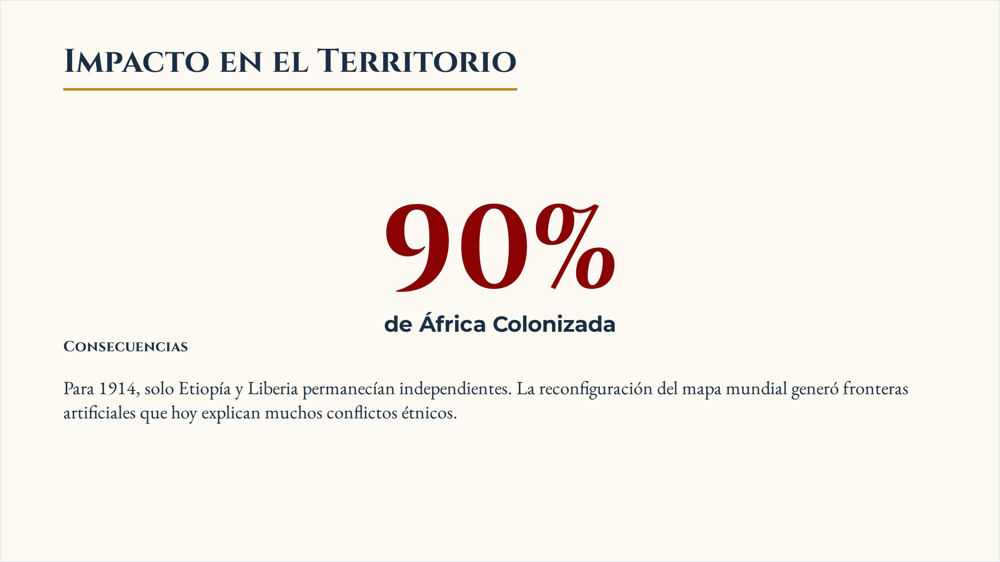 Impacto en el Territorio
90%
de África Colonizada
Consecuencias
Para 1914, solo Etiopía y Liberia permanecían independientes. La reconfiguración del mapa mundial generó fronteras
artificiales que hoy explican muchos conflictos étnicos.